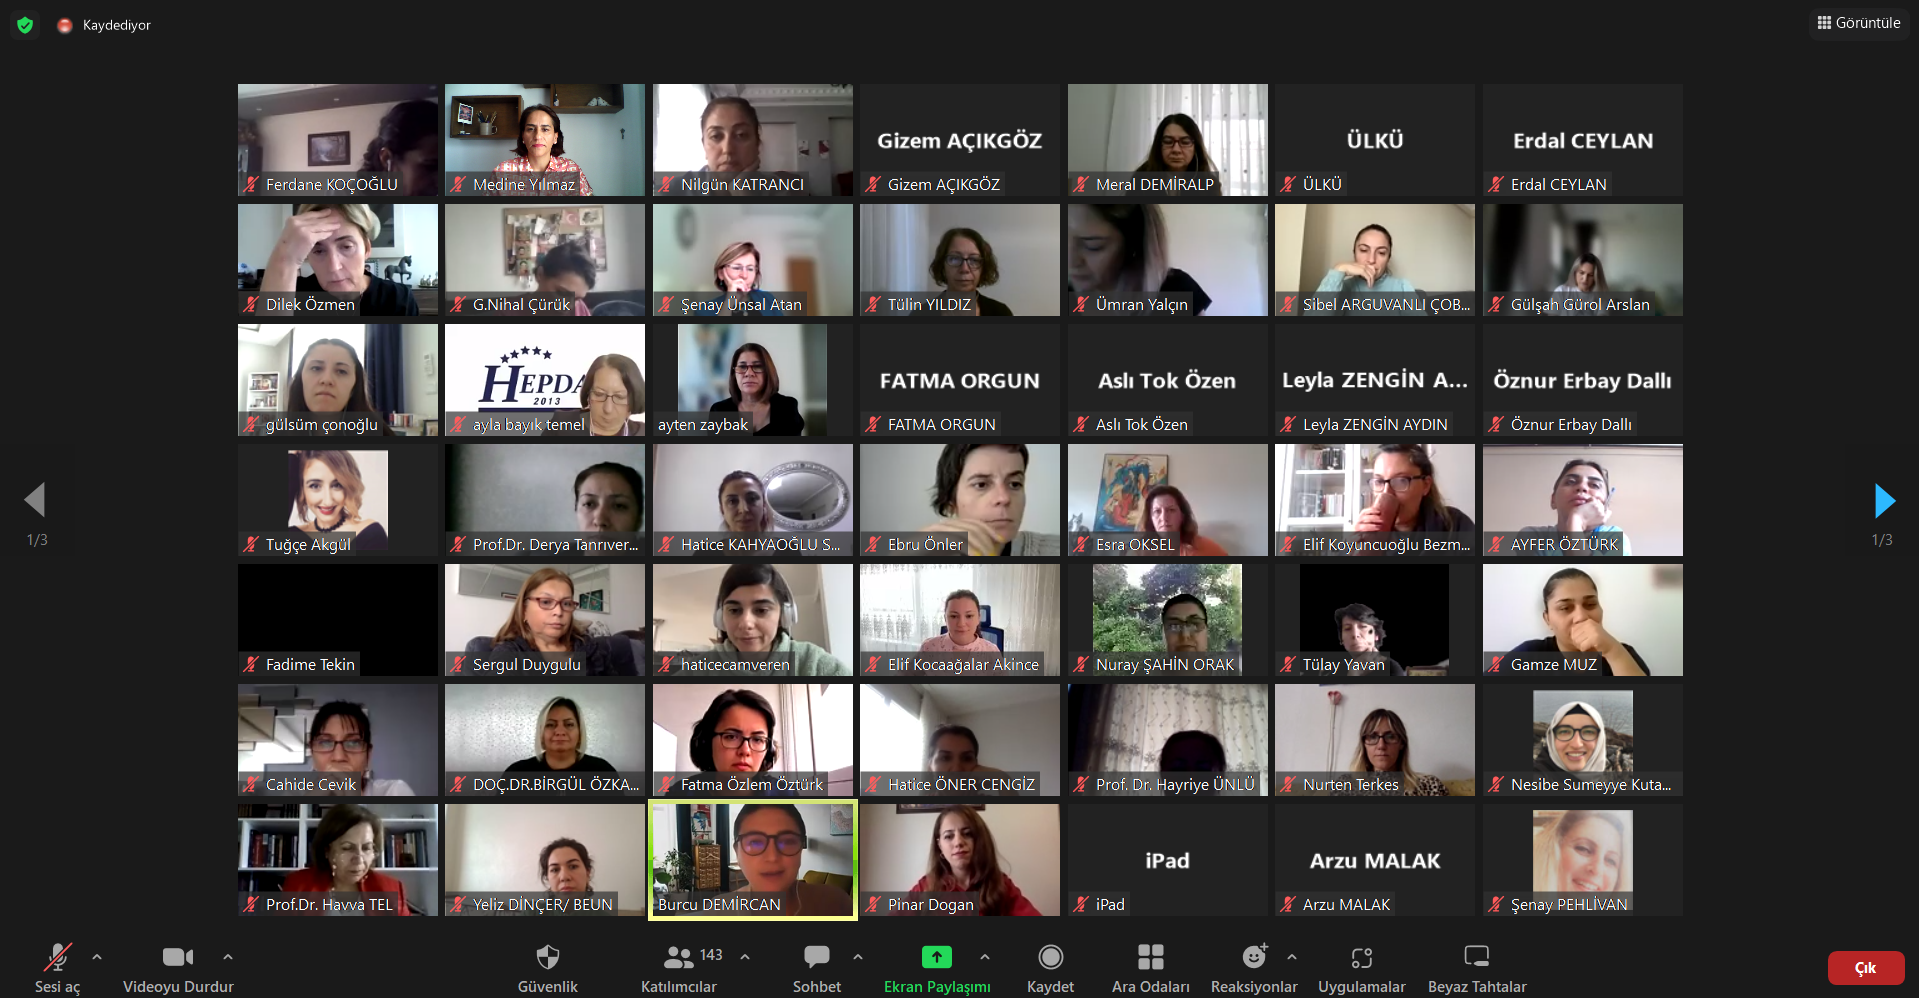 Kaydediyor
Görüntüle
Ferdane KOÇOĞLU
Medine Yılmaz
Nilgün KATRANCI
Gizem AÇIKGÖZ
Gizem AÇIKGÖZ
Meral DEMİRALP
ÜLKÜ
ÜLKÜ
Erdal CEYLAN
Erdal CEYLAN
Dilek Özmen
G.Nihal Çürük
Şenay Ünsal Atan
Tülin YILDIZ
Ümran Yalçın
Sibel ARGUVANLI ÇOB...
Gülşah Gürol Arslan
gülsüm çonoğlu
HEPDA
2013
ayla bayık temel
ayten zaybak
FATMA ORGUN
FATMA ORGUN
Aslı Tok Özen
Aslı Tok Özen
Leyla ZENGİN A...
Leyla ZENGİN AYDIN
Öznur Erbay Dallı
Öznur Erbay Dallı
Tuğçe Akgül
Prof.Dr. Derya Tanrıver...
Hatice KAHYAOĞLU S...
Ebru Önler
Esra OKSEL
Elif Koyuncuoğlu Bezm...
AYFER ÖZTÜRK
1/3
1/3
Fadime Tekin
Sergul Duygulu
haticecamveren
Elif Kocaağalar Akince
Nuray ŞAHİN ORAK
Tülay Yavan
Gamze MUZ
Cahide Cevik
DOÇ.DR.BİRGÜL ÖZKA...
Fatma Özlem Öztürk
Hatice ÖNER CENGİZ
Prof. Dr. Hayriye ÜNLÜ
Nurten Terkes
Nesibe Sumeyye Kuta...
Prof.Dr. Havva TEL
Yeliz DİNÇER/ BEUN
Burcu DEMİRCAN
Pinar Dogan
iPad
iPad
Arzu MALAK
Arzu MALAK
Şenay PEHLİVAN
Sesi aç
Videoyu Durdur
Güvenlik
143
Katılımcılar
Sohbet
Ekran Paylaşımı
Kaydet
Ara Odaları
Reaksiyonlar
Uygulamalar
Beyaz Tahtalar
Çık